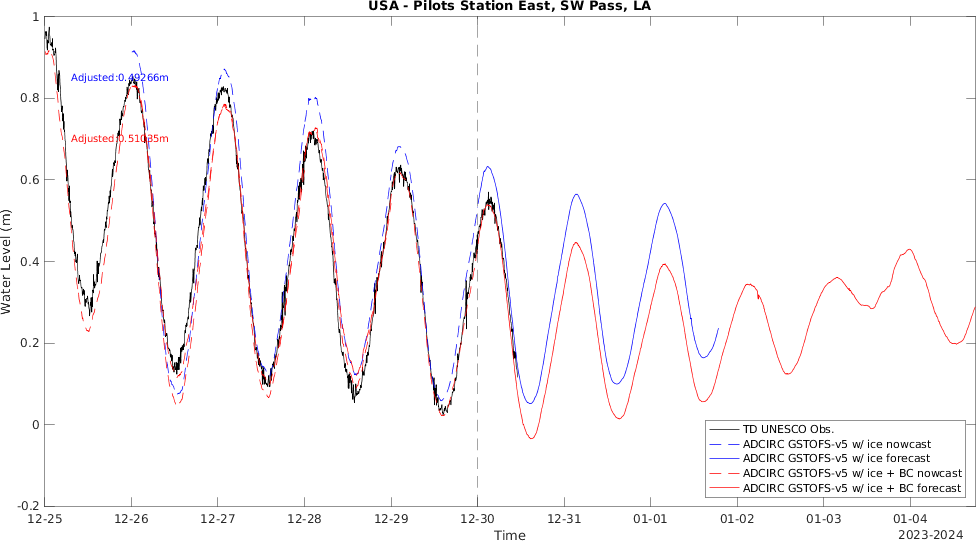 USA - Pilots Station East, SW Pass, LA
1
0.8
0.6
0.4
0.2
0
-0.2
Water Level (m)
Adjusted:0.49266m
Adjusted:0.51035m
TD UNESCO Obs.
ADCIRC GSTOFS-v5 w/ ice nowcast
ADCIRC GSTOFS-v5 w/ ice forecast
ADCIRC GSTOFS-v5 w/ ice + BC nowcast
ADCIRC GSTOFS-v5 w/ ice + BC forecast
12-25 12-26 12-27 12-28 12-29 12-30 12-31 01-01 01-02 01-03 01-04
Time
2023-2024